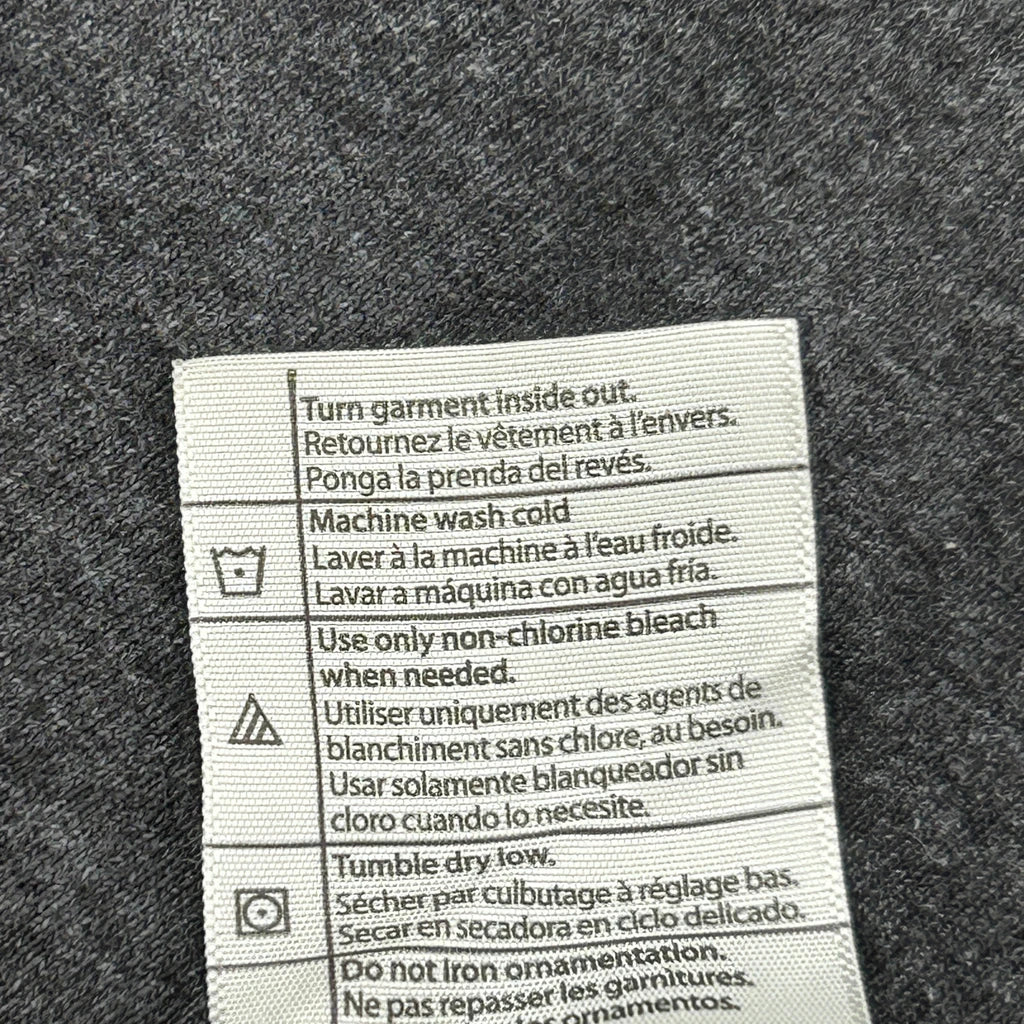 Turn garment inside out.
Retournez le vêtement à l'envers.
Ponga la prenda del revés.
Machine wash cold
Laver à la machine à l'eau froide.
Lavar a máquina con agua fría.
Use only non-chlorine bleach
when needed.
Utiliser uniquement des agents de
blanchiment sans chlore, au besoin.
Usar solamente blanqueador sin
cloro cuando lo necesite.
Tumble dry low.
Sécher par culbutage à réglage bas.
Secar en secadora en ciclo delicado.
Do not iron ornamentation.
Ne pas repasser les garnitures.
ornamentos.